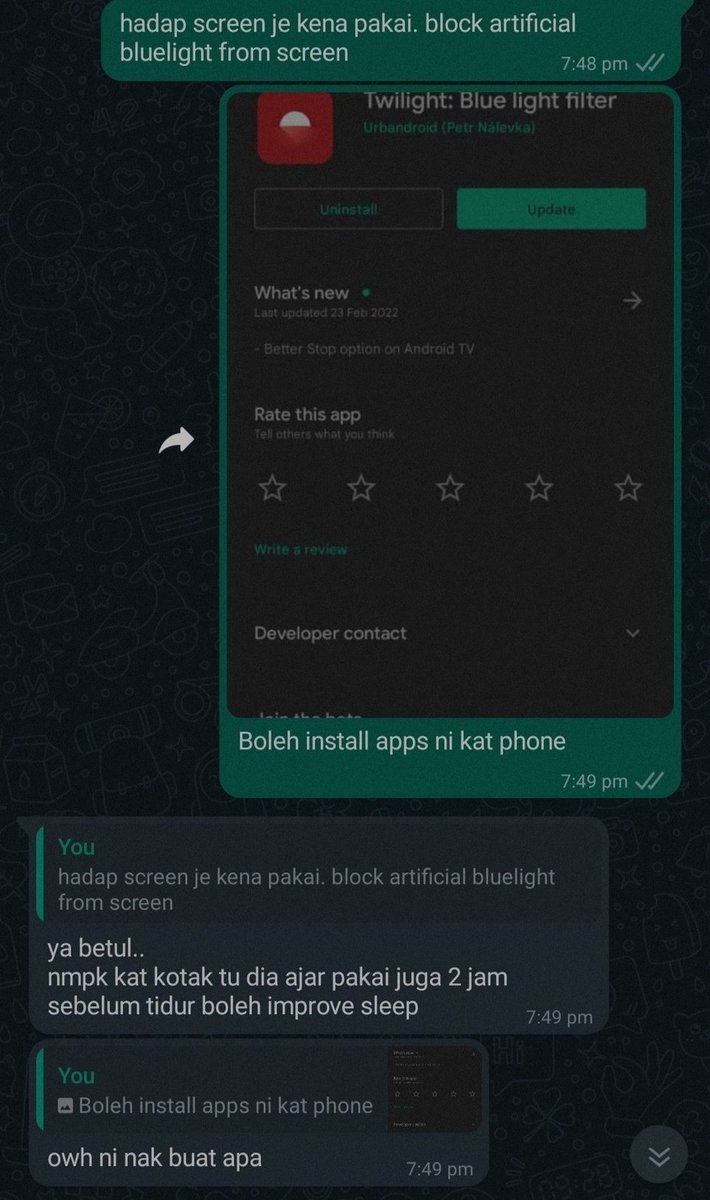 hadap screen je kena pakai. block artificial
bluelight from screen
7:48 pm
Twilight: Blue light filter
Urbandroid (Petr Nálevka)
Uninstall
Update
What's new
Last updated 23 Feb 2022
- Better Stop option on Android TV
Rate this app
Tell others what you think
Write a review
Developer contact
Boleh install apps ni kat phone
7:49 pm
You
hadap screen je kena pakai. block artificial bluelight
from screen
ya betul..
nmpk kat kotak tu dia ajar pakai juga 2 jam
sebelum tidur boleh improve sleep
7:49 pm
You
Boleh install apps ni kat phone
owh ni nak buat apa
7:49 pm